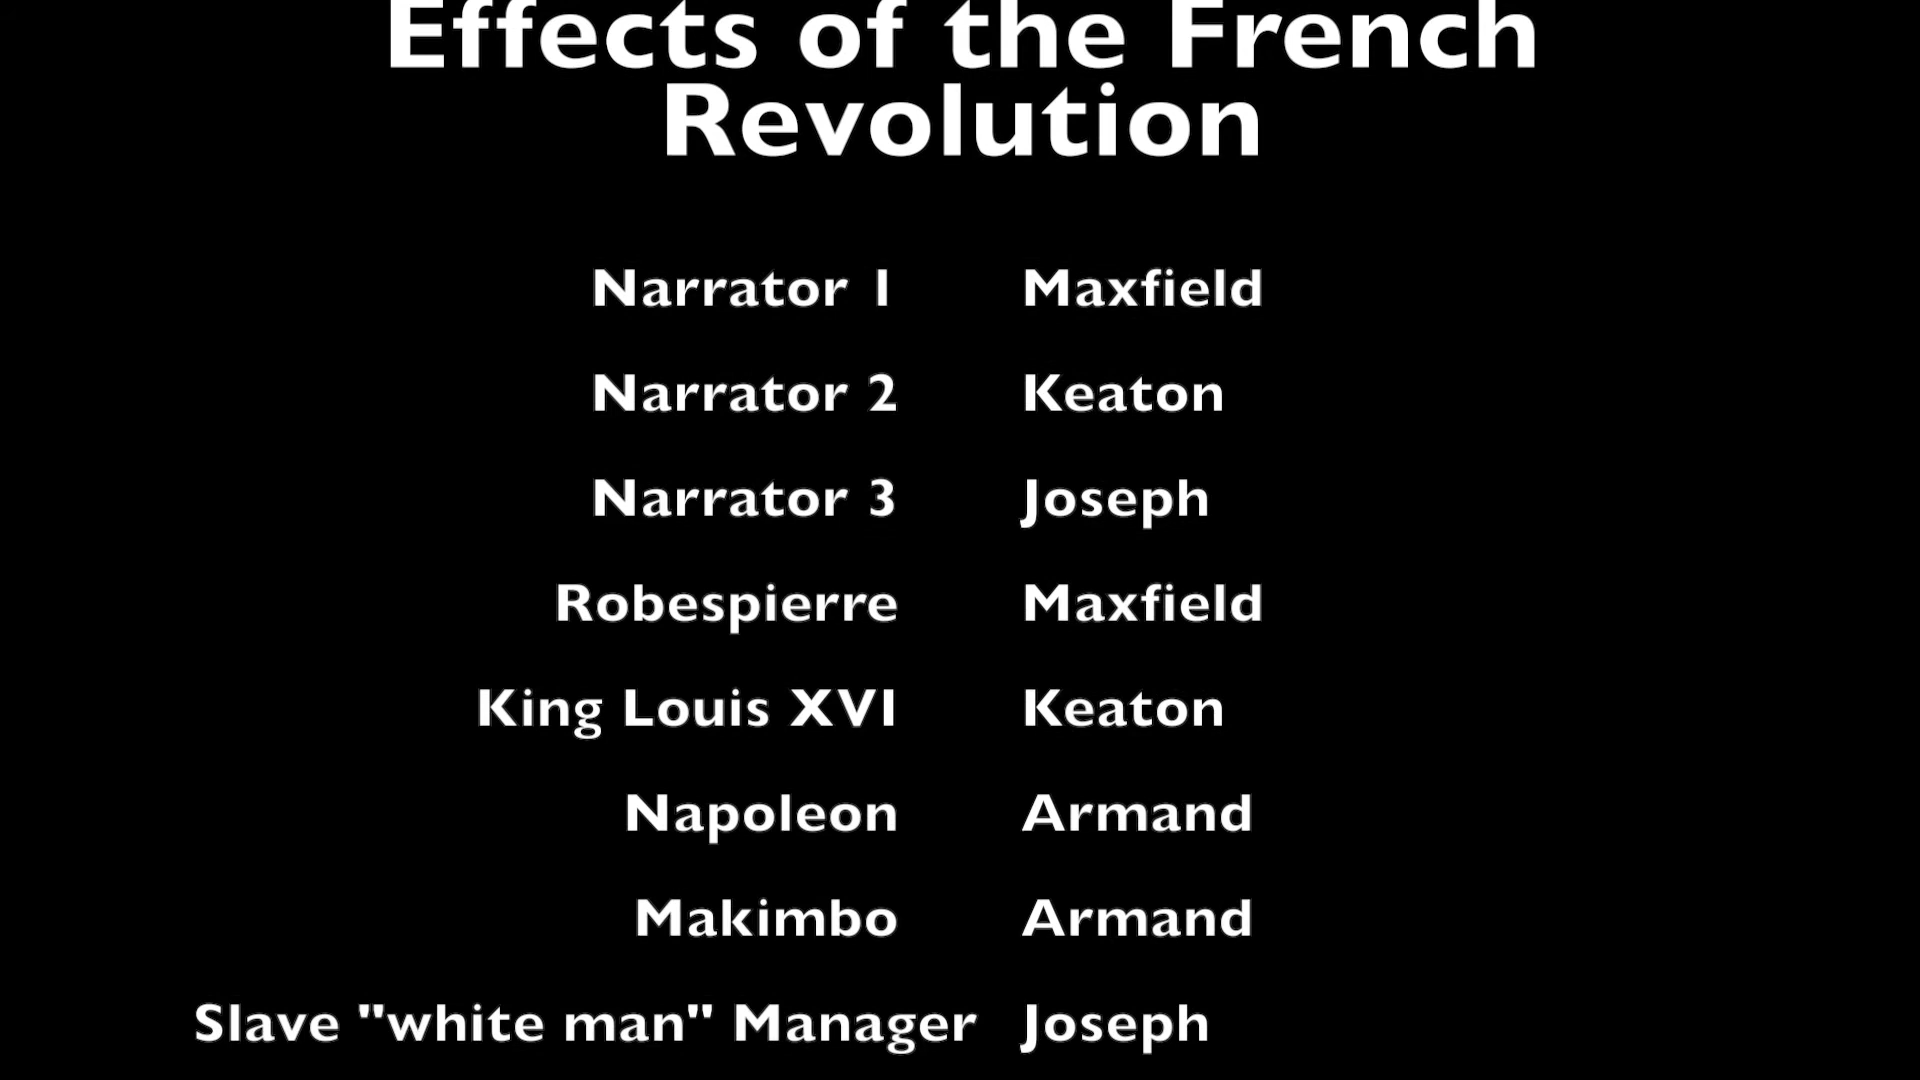 Effects of the French
Revolution
Narrator 1 Maxfield
Narrator 2 Keaton
Narrator 3 Joseph
Robespierre Maxfield
King Louis XVI Keaton
Napoleon Armand
Makimbo Armand
Slave "white man" Manager Joseph